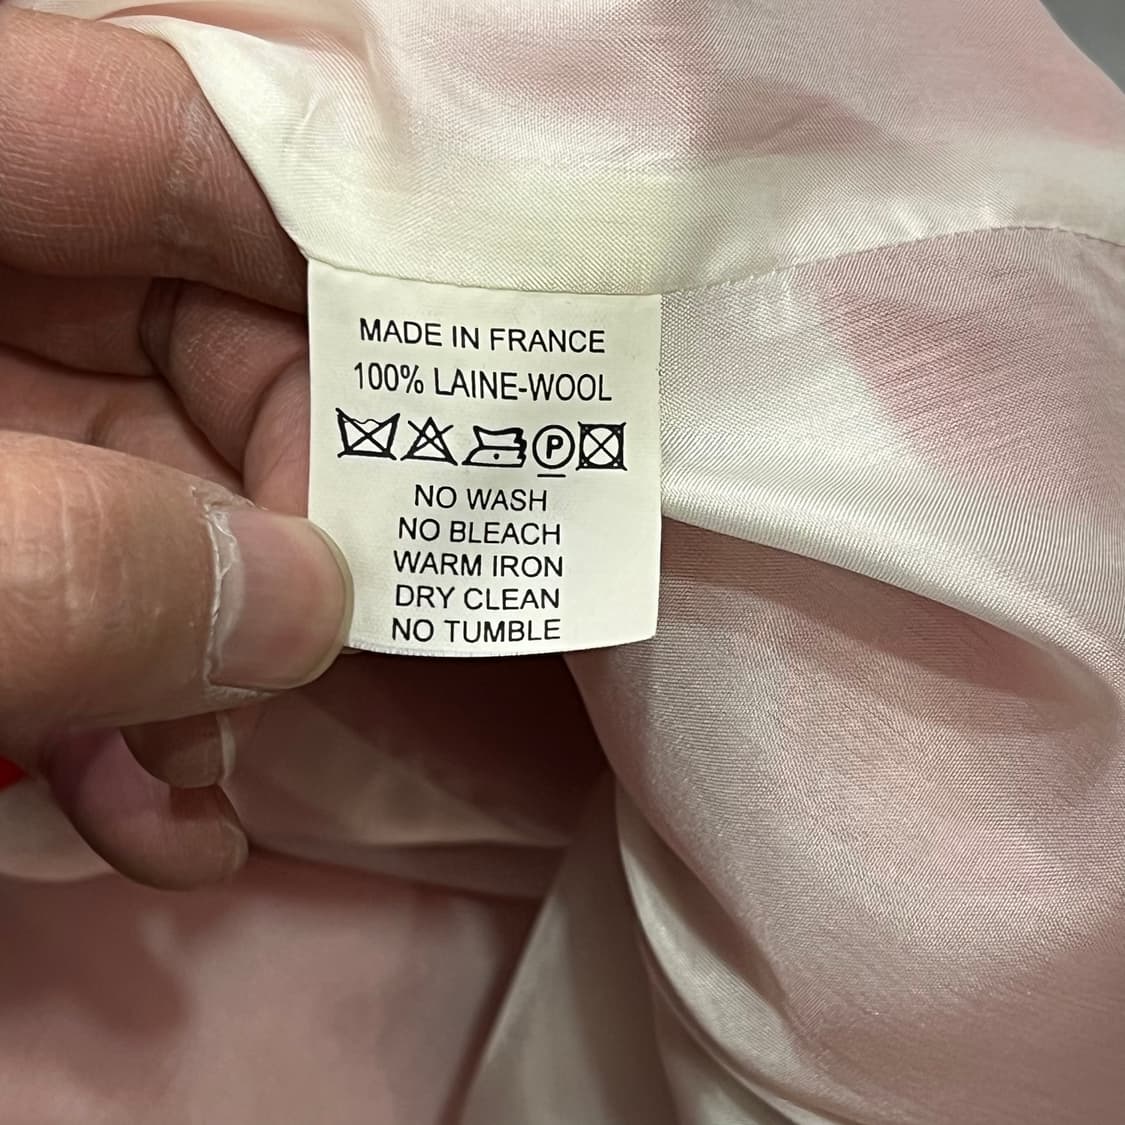 MADE IN FRANCE
100% LAINE-WOOL
P
NO WASH
NO BLEACH
WARM IRON
DRY CLEAN
NO TUMBLE